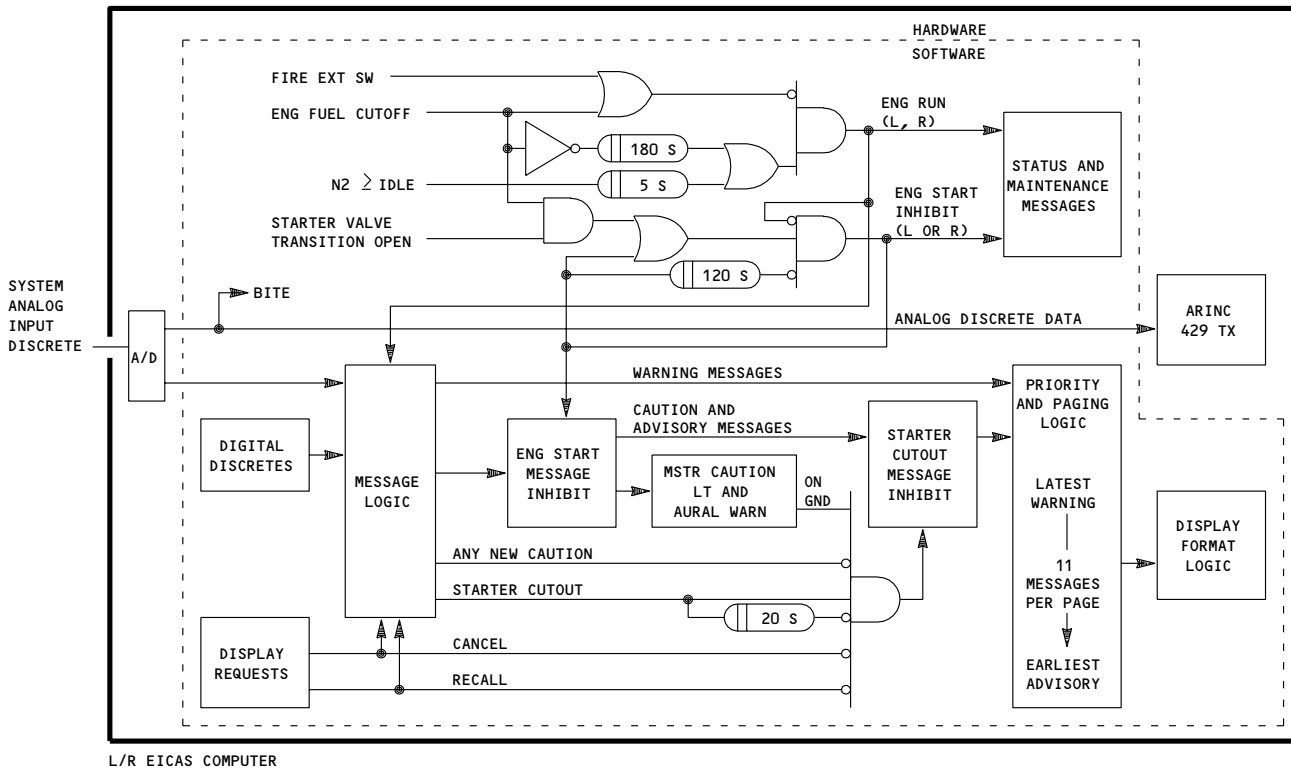 HARDWARE
SOFTWARE
FIRE EXT SW
ENG FUEL CUTOFF
180 S
N2 ≥ IDLE
5 S
STARTER VALVE
TRANSITION OPEN
120 S
ENG RUN
(L, R)
ENG START
INHIBIT
(L OR R)
STATUS AND
MAINTENANCE
MESSAGES
SYSTEM
ANALOG
INPUT
DISCRETE
A/D
BITE
ANALOG DISCRETE DATA
ARINC
429 TX
DIGITAL
DISCRETES
MESSAGE
LOGIC
WARNING MESSAGES
CAUTION AND
ADVISORY MESSAGES
ENG START
MESSAGE
INHIBIT
MSTR CAUTION
LT AND
AURAL WARN
ON
GND
STARTER
CUTOUT
MESSAGE
INHIBIT
PRIORITY
AND PAGING
LOGIC
LATEST
WARNING
11
MESSAGES
PER PAGE
EARLIEST
ADVISORY
DISPLAY
FORMAT
LOGIC
ANY NEW CAUTION
STARTER CUTOUT
20 S
DISPLAY
REQUESTS
CANCEL
RECALL
L/R EICAS COMPUTER